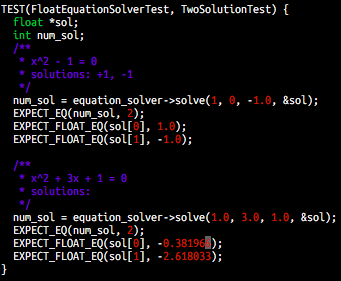 TEST(FloatEquationSolverTest, TwoSolutionTest) {
  float *sol;
  int num_sol;
  /**
   * x^2 - 1 = 0
   * solutions: +1, -1
   */
  num_sol = equation_solver->solve(1, 0, -1.0, &sol);
  EXPECT_EQ(num_sol, 2);
  EXPECT_FLOAT_EQ(sol[0], 1.0);
  EXPECT_FLOAT_EQ(sol[1], -1.0);
  /**
   * x^2 + 3x + 1 = 0
   * solutions:
   */
  num_sol = equation_solver->solve(1.0, 3.0, 1.0, &sol);
  EXPECT_EQ(num_sol, 2);
  EXPECT_FLOAT_EQ(sol[0], -0.381966);
  EXPECT_FLOAT_EQ(sol[1], -2.618033);
}